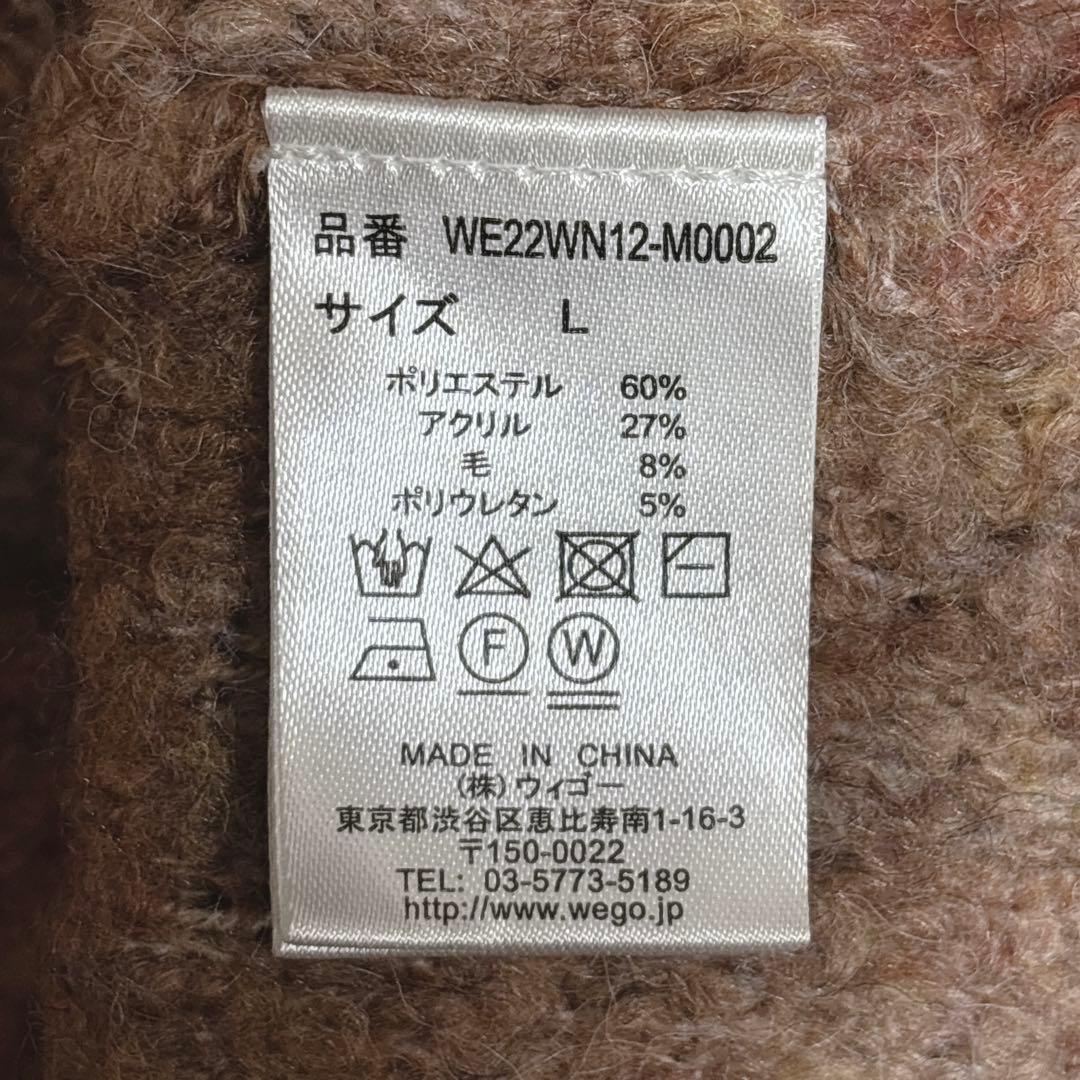 品番 WE22WN12-M0002
サイズ L
ポリエステル 60%
アクリル 27%
毛 8%
ポリウレタン 5%
F W
MADE IN CHINA
(株)ウィゴー
東京都渋谷区恵比寿南1-16-3
〒150-0022
TEL: 03-5773-5189
http://www.wego.jp